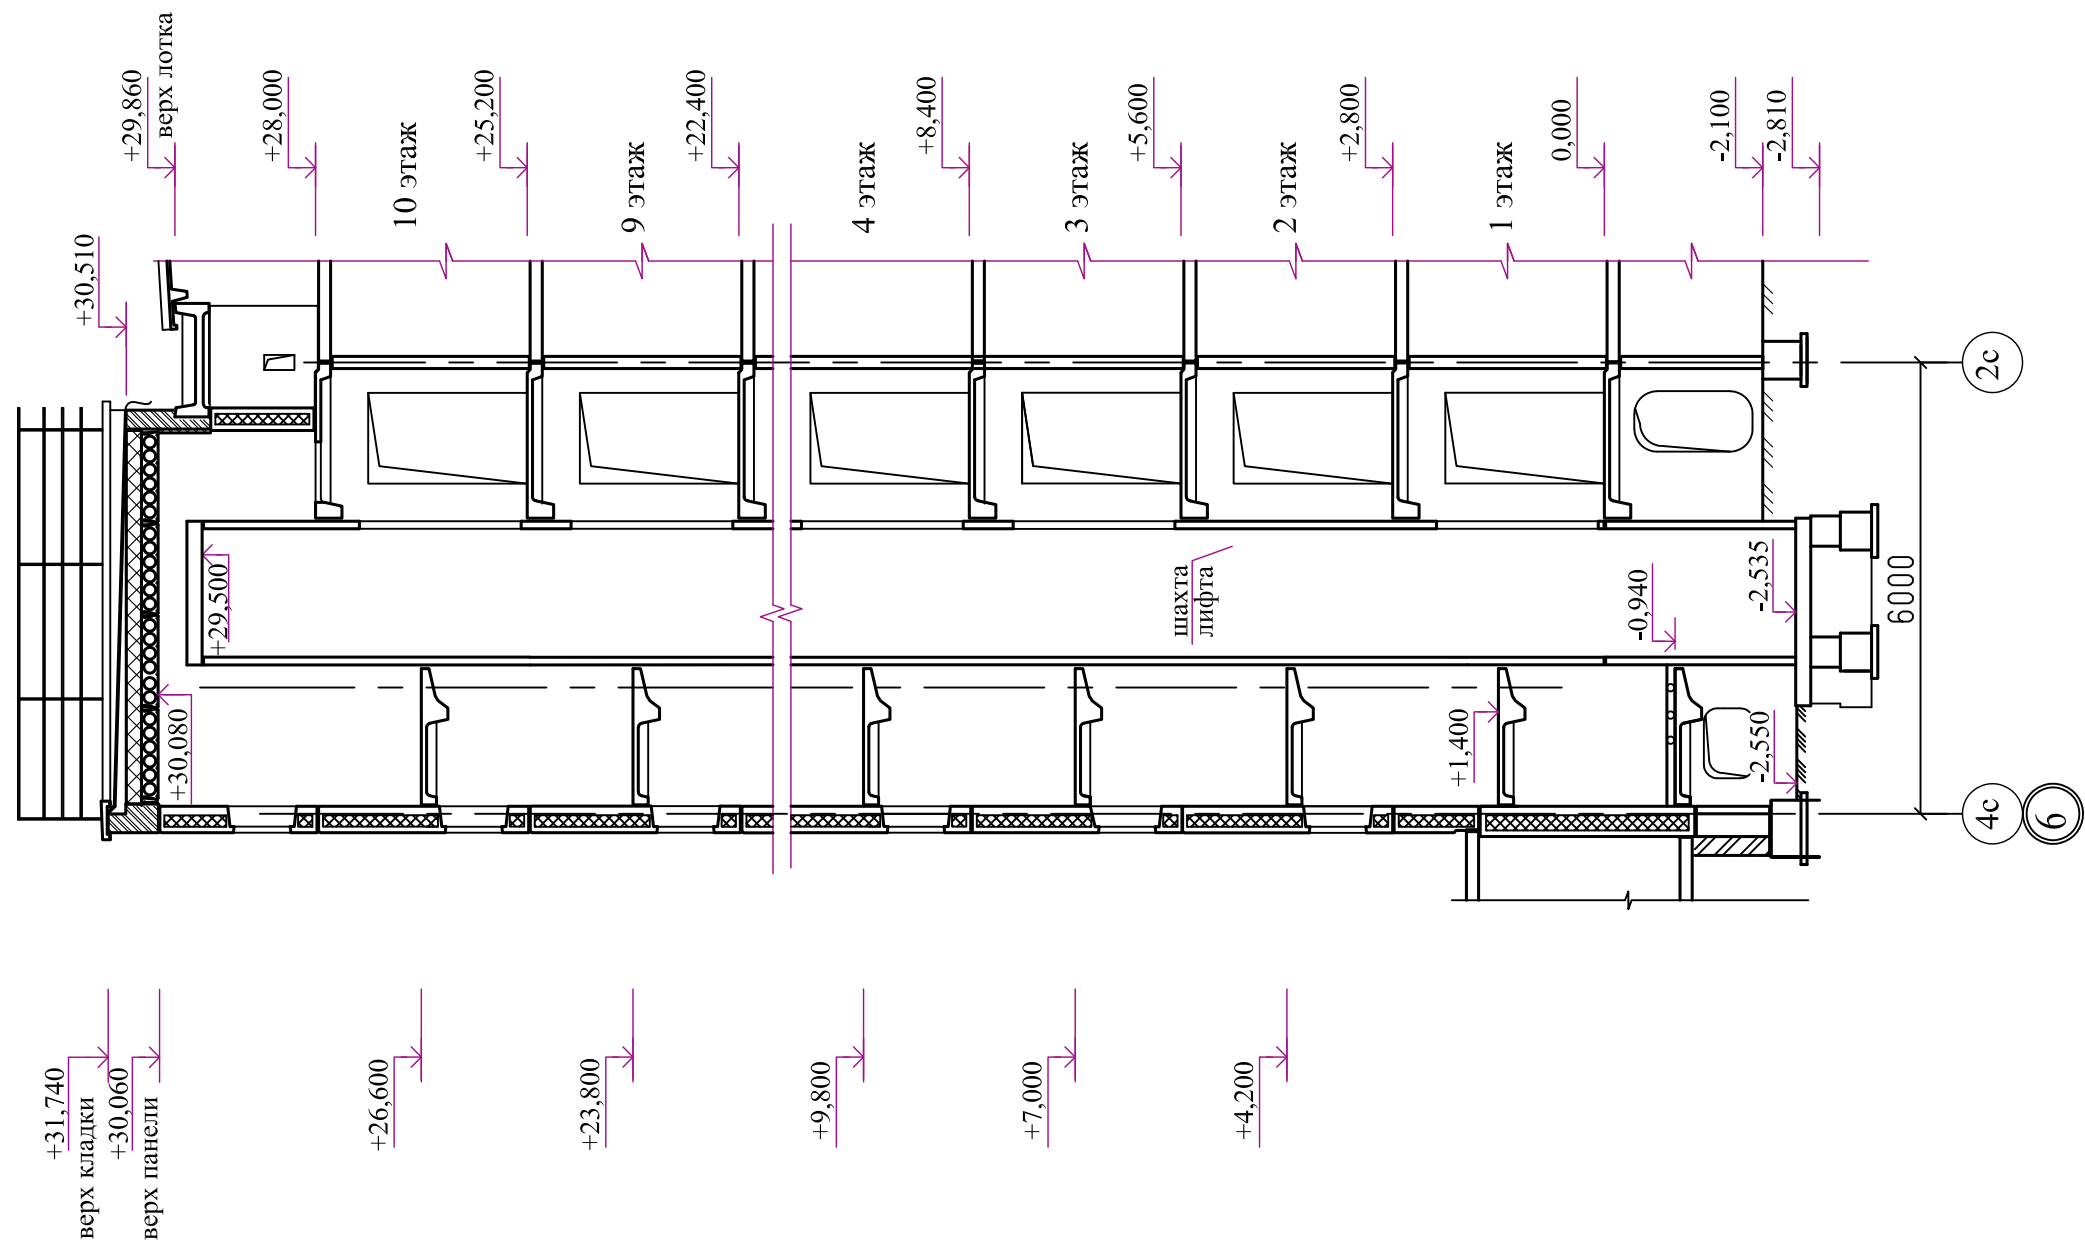 +29,860
верх лотка
+28,000
+25,200
+22,400
+8,400
+5,600
+2,800
0,000
-2,100
-2,810
+30,510
10 этаж
9 этаж
4 этаж
3 этаж
2 этаж
1 этаж
+29,500
+30,080
шахта
лифта
+1,400
-0,940
-2,535
-2,550
6000
2с
4с
6
+31,740
верх кладки
+30,060
верх панели
+26,600
+23,800
+9,800
+7,000
+4,200